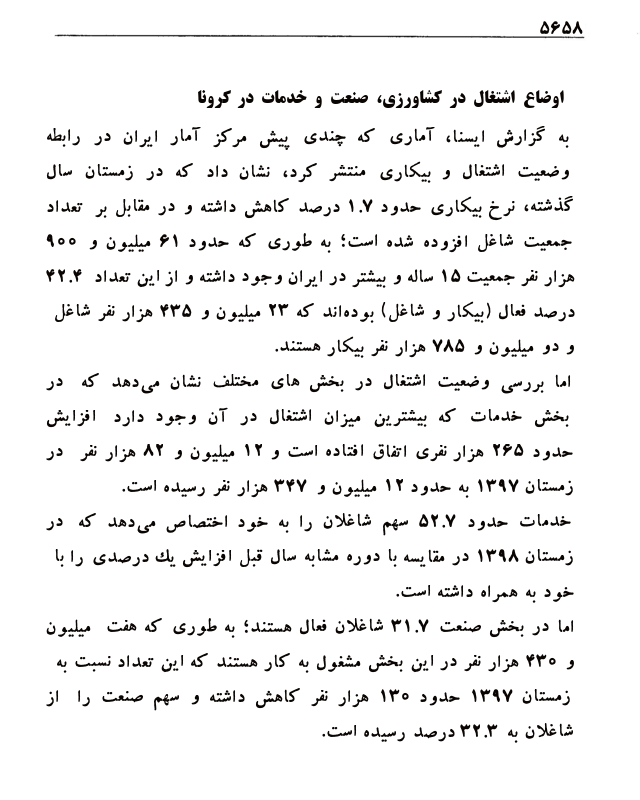 ۵۶۵۸
اوضاع اشتغال در کشاورزی، صنعت و خدمات در کرونا
به گزارش ایسنا، آماری که چندی پیش مرکز آمار ایران در رابطه
وضعیت اشتغال و بیکاری منتشر کرد، نشان داد که در زمستان سال
گذشته، نرخ بیکاری حدود ۱.۷ درصد کاهش داشته و در مقابل بر تعداد
جمعیت شاغل افزوده شده است؛ به طوری که حدود ۶۱ میلیون و ۹۰۰
هزار نفر جمعیت ۱۵ ساله و بیشتر در ایران وجود داشته و از این تعداد ۴۲.۴
درصد فعال (بیکار و شاغل) بوده‌اند که ۲۳ میلیون و ۴۳۵ هزار نفر شاغل
و دو میلیون و ۷۸۵ هزار نفر بیکار هستند.
اما بررسی وضعیت اشتغال در بخش های مختلف نشان می‌دهد که در
بخش خدمات که بیشترین میزان اشتغال در آن وجود دارد افزایش
حدود ۲۶۵ هزار نفری اتفاق افتاده است و ۱۲ میلیون و ۸۲ هزار نفر در
زمستان ۱۳۹۷ به حدود ۱۲ میلیون و ۳۴۷ هزار نفر رسیده است.
خدمات حدود ۵۲.۷ سهم شاغلان را به خود اختصاص می‌دهد که در
زمستان ۱۳۹۸ در مقایسه با دوره مشابه سال قبل افزایش یك درصدی را با
خود به همراه داشته است.
اما در بخش صنعت ۳۱.۷ شاغلان فعال هستند؛ به طوری که هفت میلیون
و ۴۳۰ هزار نفر در این بخش مشغول به کار هستند که این تعداد نسبت به
زمستان ۱۳۹۷ حدود ۱۳۰ هزار نفر کاهش داشته و سهم صنعت را از
شاغلان به ۳۲.۳ درصد رسیده است.